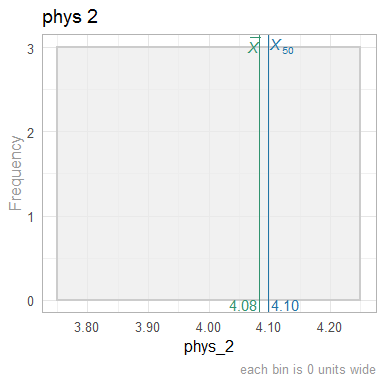 phys 2
3
X̅ X₅₀
2
1
0
4.08 4.10
Frequency
3.80 3.90 4.00 4.10 4.20
phys_2
each bin is 0 units wide